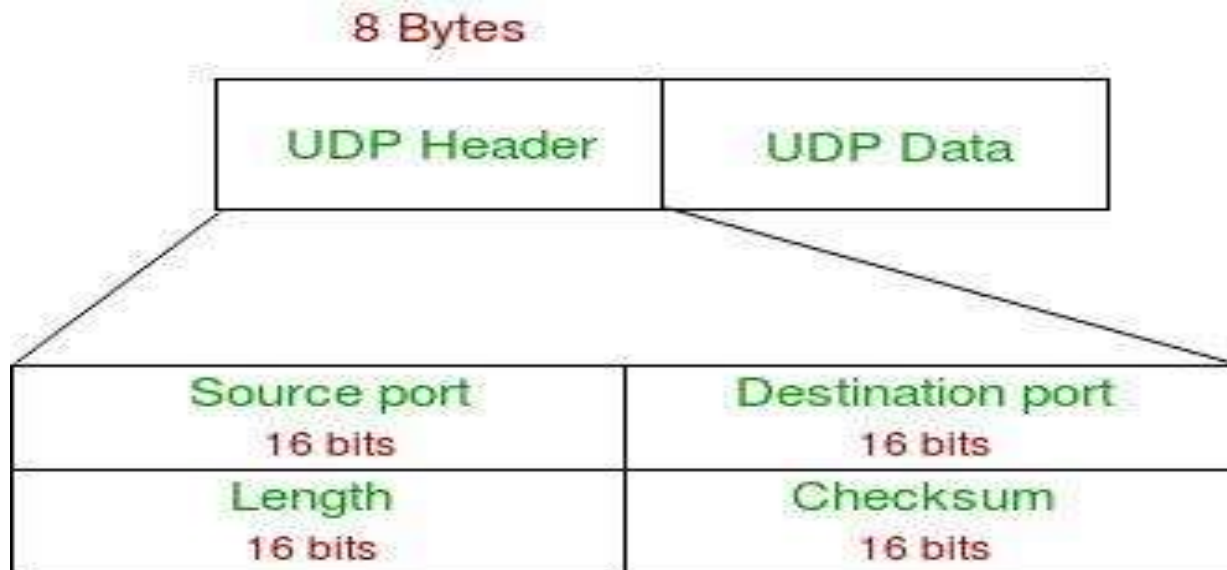 8 Bytes
UDP Header
UDP Data
Source port
16 bits
Destination port
16 bits
Length
16 bits
Checksum
16 bits